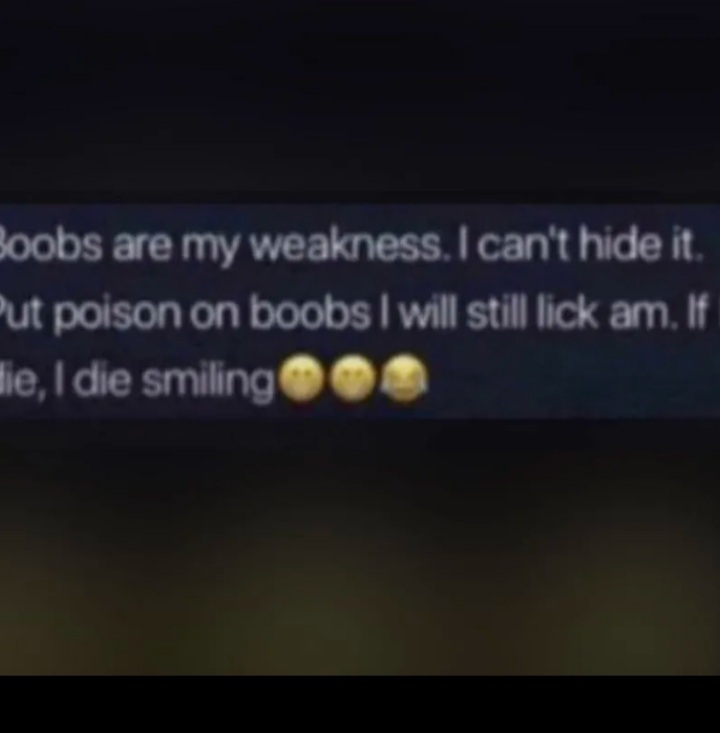 Boobs are my weakness. I can't hide it.
Put poison on boobs I will still lick am. If
die, I die smiling😁😁😂